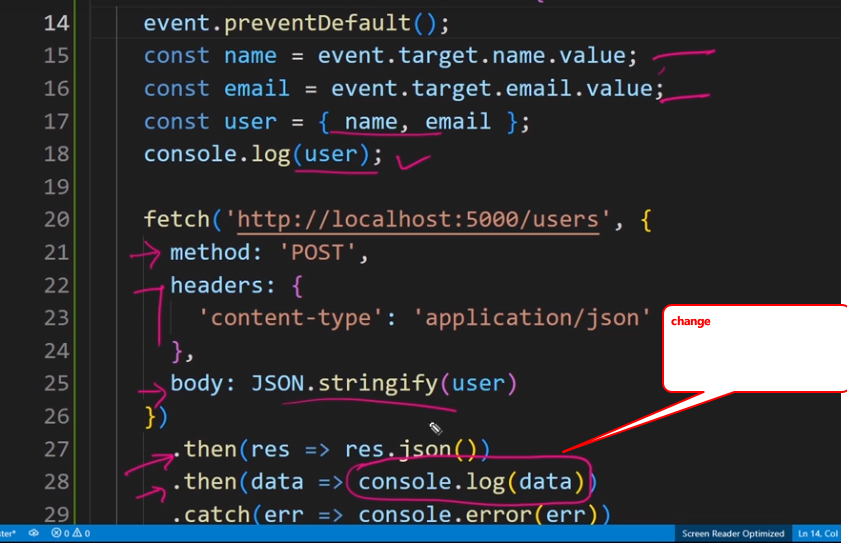 14 event.preventDefault();
15 const name = event.target.name.value;
16 const email = event.target.email.value;
17 const user = { name, email };
18 console.log(user);
19
20 fetch('http://localhost:5000/users', {
21 method: 'POST',
22 headers: {
23 'content-type': 'application/json'
change
24 },
25 body: JSON.stringify(user)
26 })
27 .then(res => res.json())
28 .then(data => console.log(data))
29 .catch(err => console.error(err))
0 0 Screen Reader Optimized Ln 14, Col